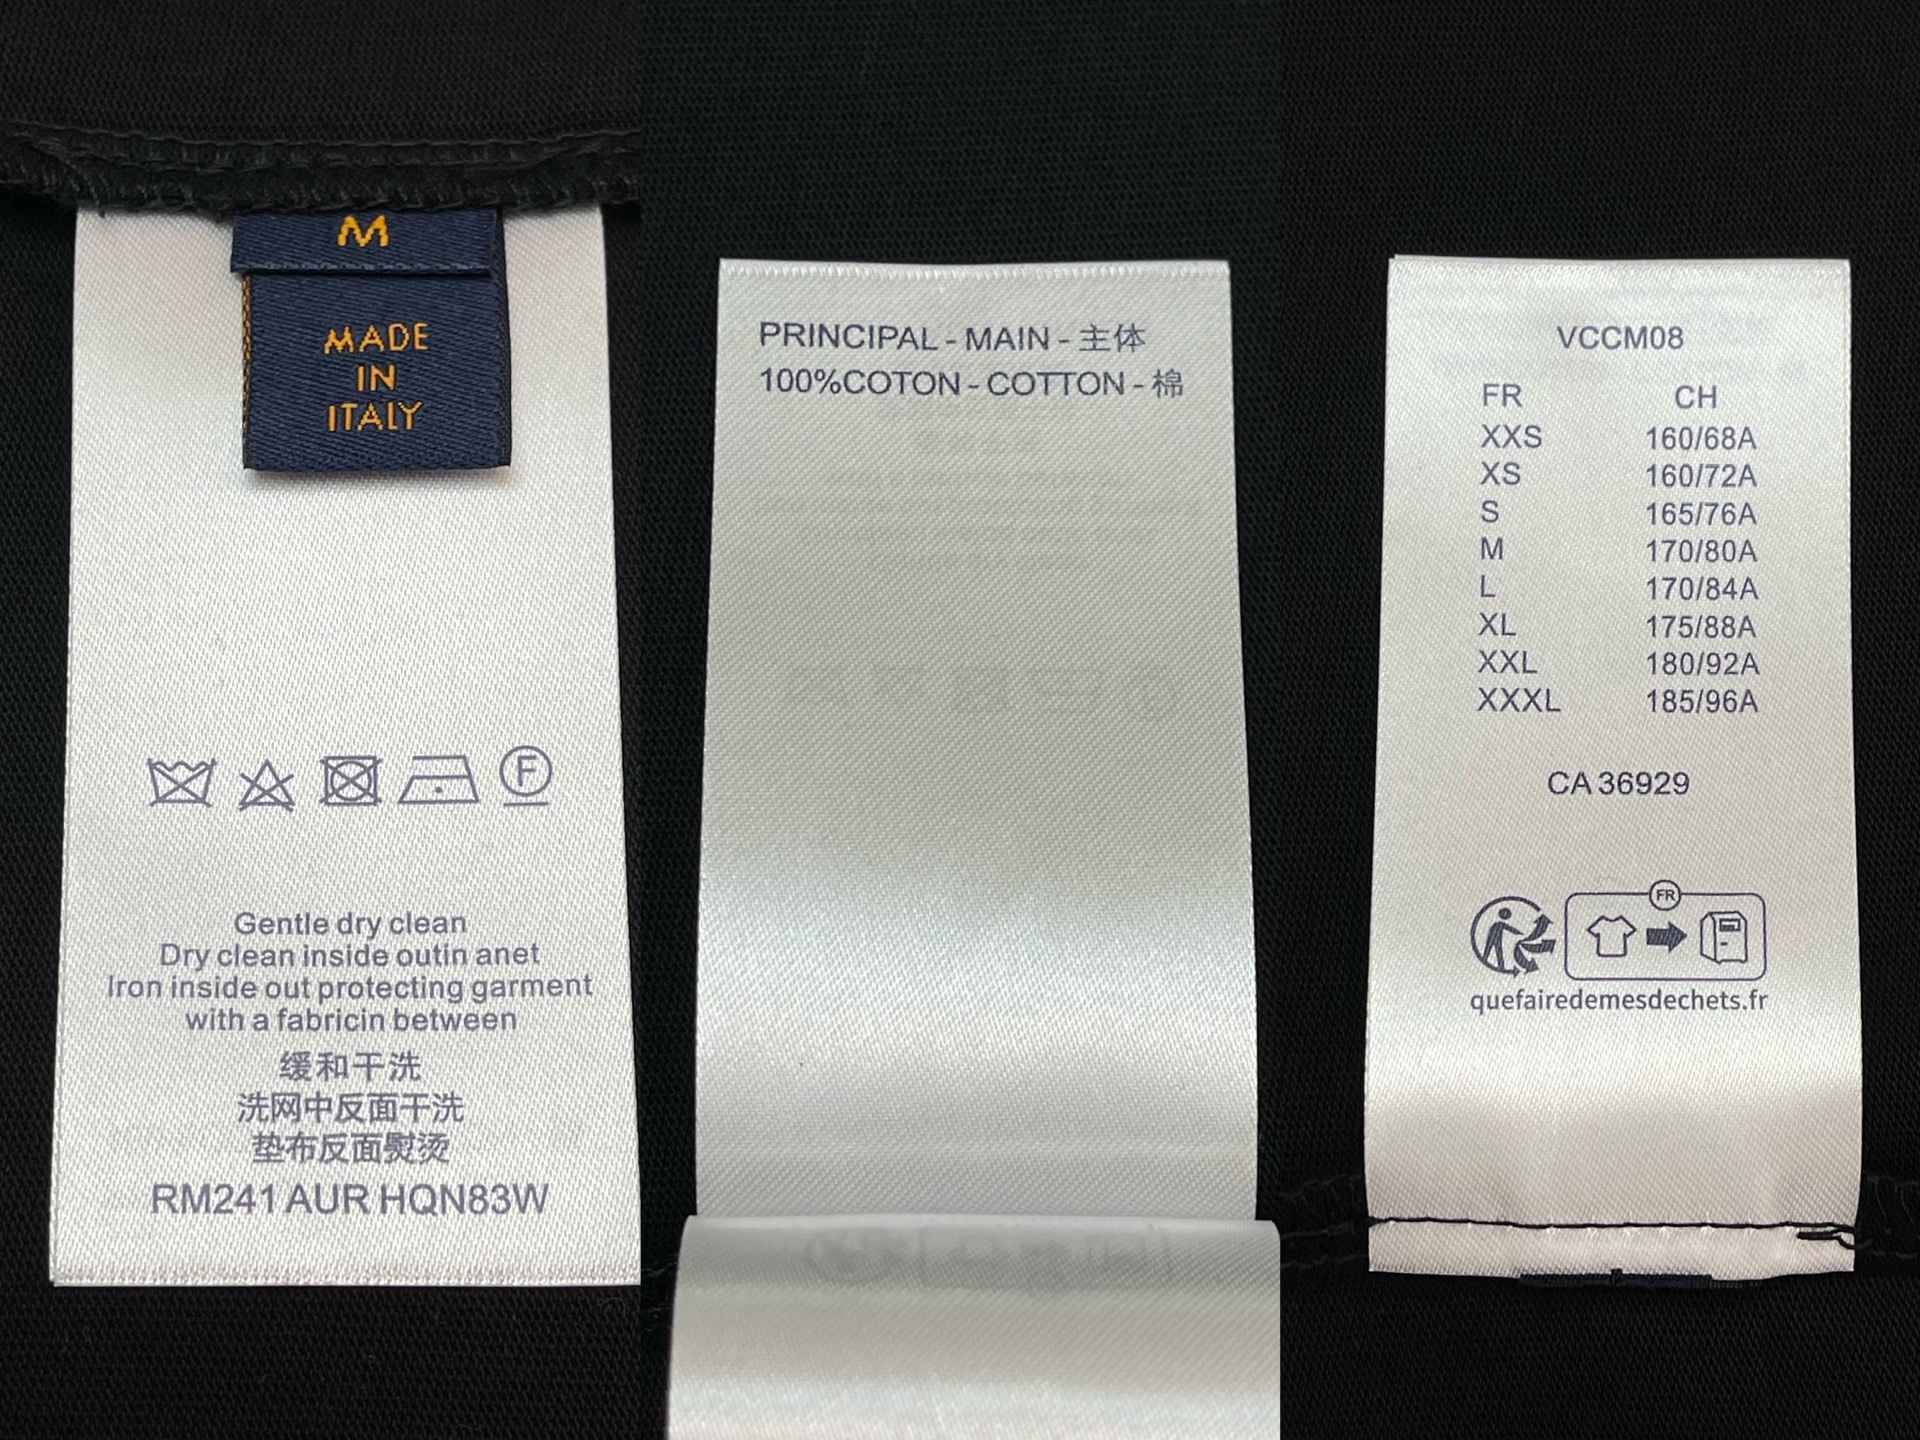 M
MADE
IN
ITALY
F
Gentle dry clean
Dry clean inside outin anet
Iron inside out protecting garment
with a fabricin between
缓和干洗
洗网中反面干洗
垫布反面熨烫
RM241 AUR HQN83W
PRINCIPAL - MAIN - 主体
100%COTON - COTTON - 棉
VCCM08
FR CH
XXS 160/68A
XS 160/72A
S 165/76A
M 170/80A
L 170/84A
XL 175/88A
XXL 180/92A
XXXL 185/96A
CA 36929
FR
quefairedemesdechets.fr